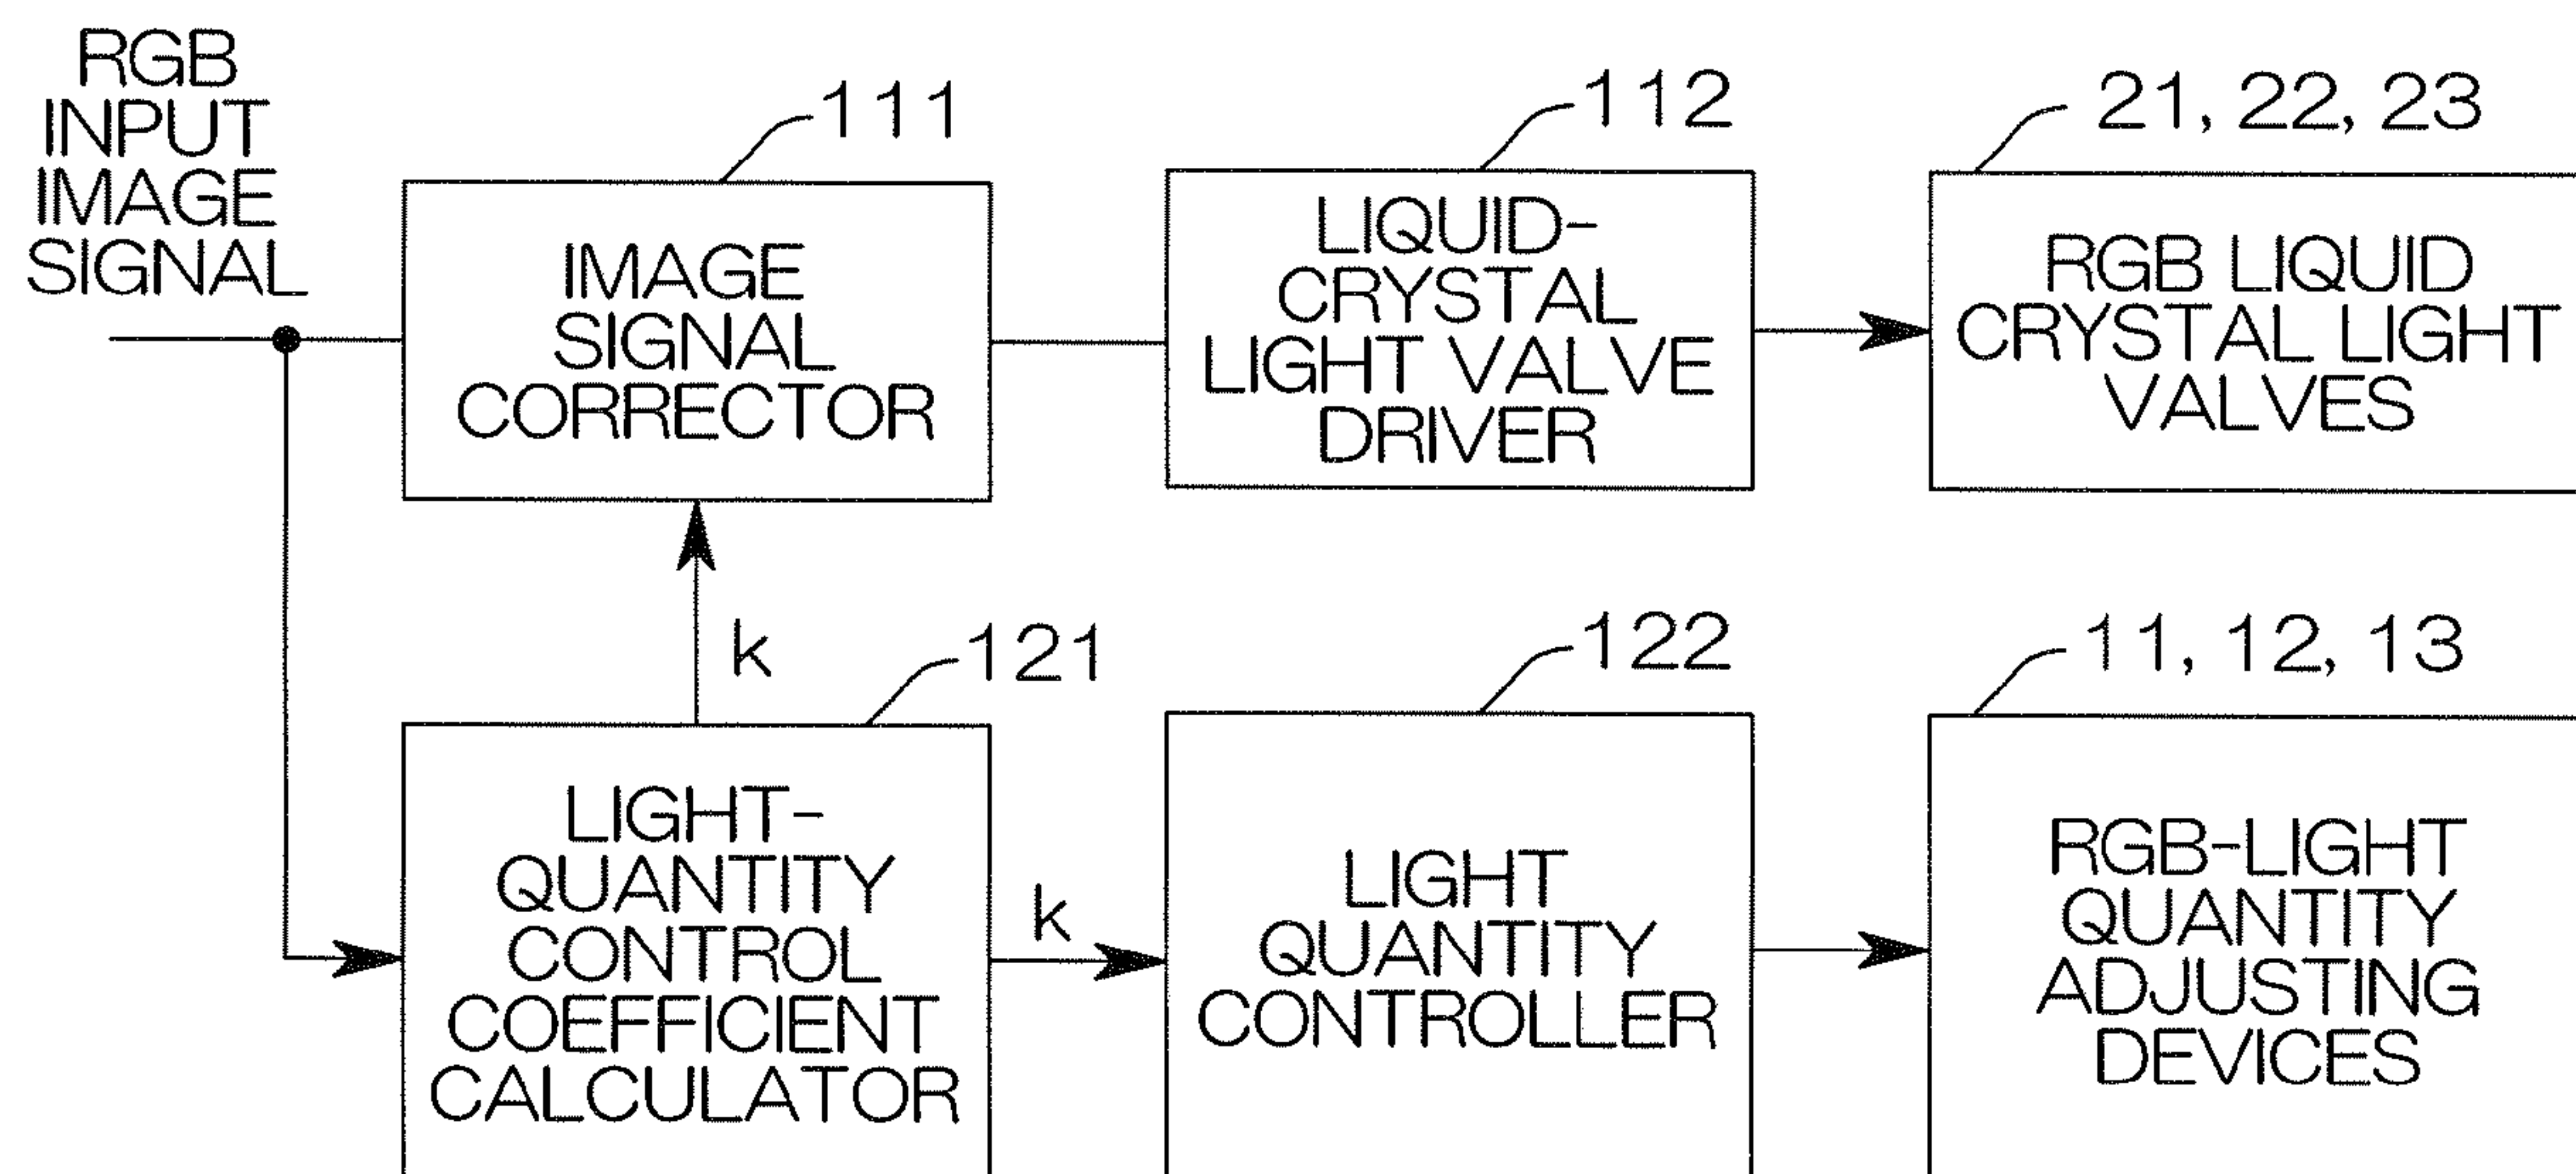 RGB
INPUT
IMAGE
SIGNAL
111
IMAGE
SIGNAL
CORRECTOR
112
LIQUID-
CRYSTAL
LIGHT VALVE
DRIVER
21, 22, 23
RGB LIQUID
CRYSTAL LIGHT
VALVES
k
121
LIGHT-
QUANTITY
CONTROL
COEFFICIENT
CALCULATOR
k
122
LIGHT
QUANTITY
CONTROLLER
11, 12, 13
RGB-LIGHT
QUANTITY
ADJUSTING
DEVICES